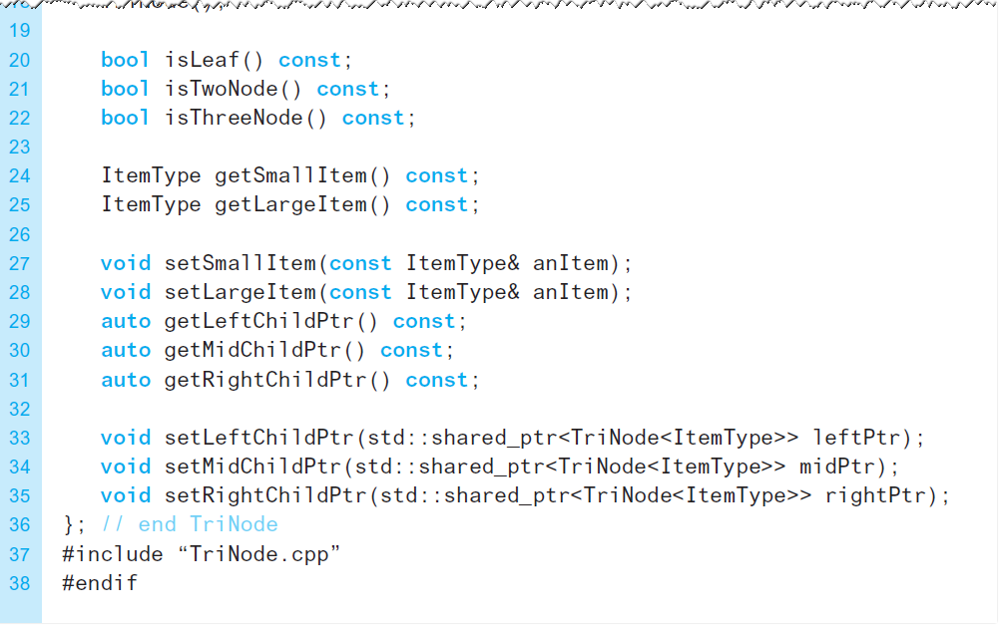 19
20 bool isLeaf() const;
21 bool isTwoNode() const;
22 bool isThreeNode() const;
23
24 ItemType getSmallItem() const;
25 ItemType getLargeItem() const;
26
27 void setSmallItem(const ItemType& anItem);
28 void setLargeItem(const ItemType& anItem);
29 auto getLeftChildPtr() const;
30 auto getMidChildPtr() const;
31 auto getRightChildPtr() const;
32
33 void setLeftChildPtr(std::shared_ptr<TriNode<ItemType>> leftPtr);
34 void setMidChildPtr(std::shared_ptr<TriNode<ItemType>> midPtr);
35 void setRightChildPtr(std::shared_ptr<TriNode<ItemType>> rightPtr);
36 }; // end TriNode
37 #include “TriNode.cpp”
38 #endif